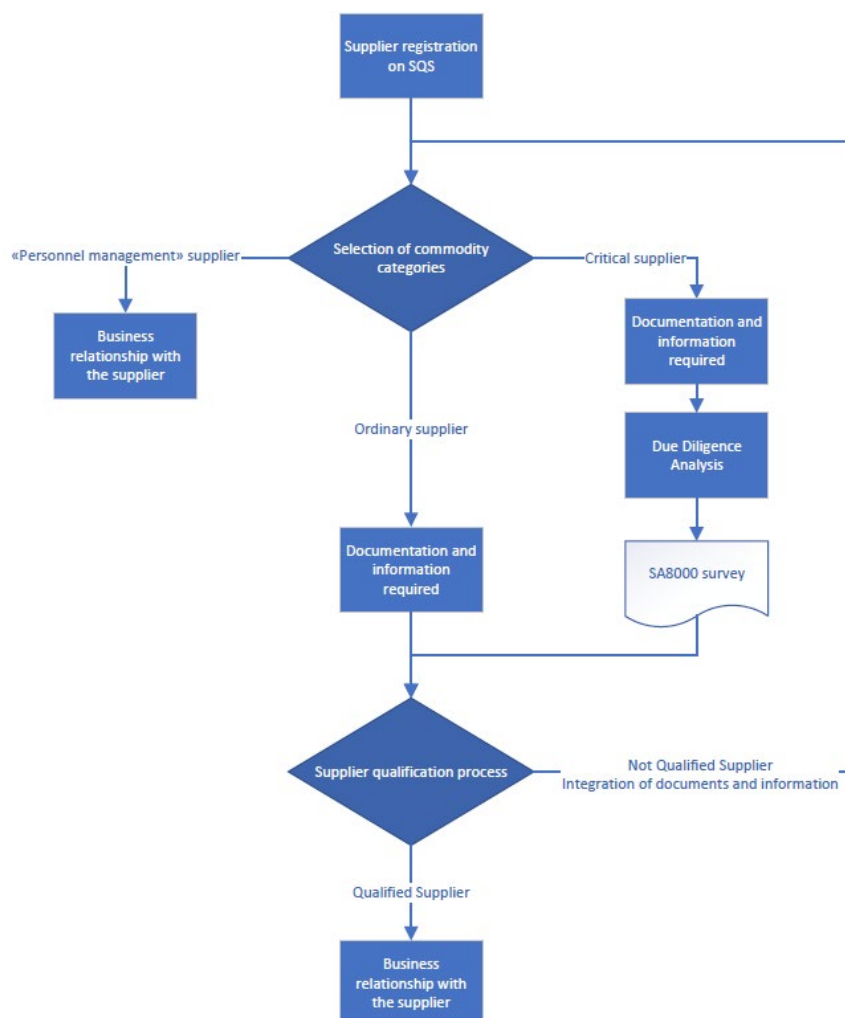 Supplier registration
on SQS
Selection of commodity
categories
«Personnel management» supplier
Critical supplier
Business
relationship with
the supplier
Documentation and
information
required
Due Diligence
Analysis
Ordinary supplier
Documentation and
information
required
SA8000 survey
Supplier qualification process
Not Qualified Supplier
Integration of documents and information
Qualified Supplier
Business
relationship with
the supplier